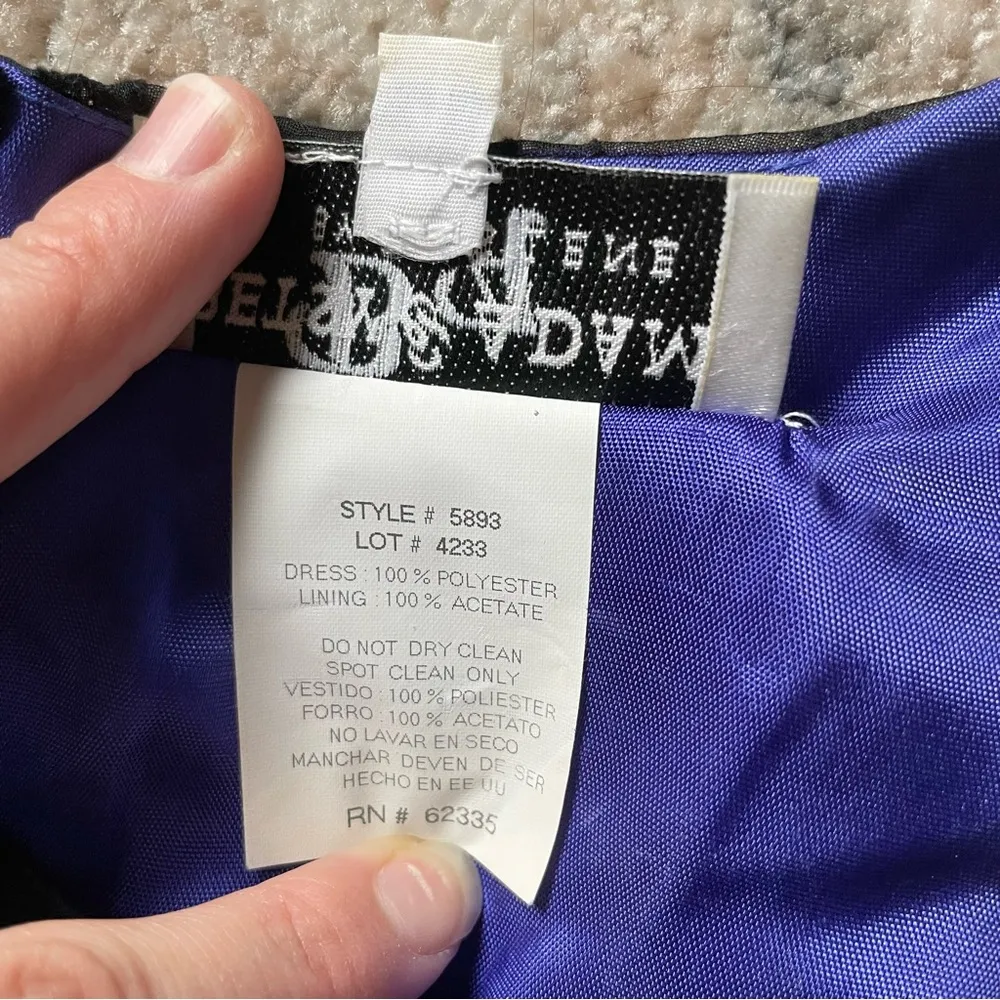 STYLE # 5893
LOT # 4233
DRESS : 100 % POLYESTER
LINING : 100 % ACETATE
DO NOT DRY CLEAN
SPOT CLEAN ONLY
VESTIDO : 100 % POLIESTER
FORRO : 100 % ACETATO
NO LAVAR EN SECO
MANCHAR DEVEN DE SER
HECHO EN EE UU
RN # 62335